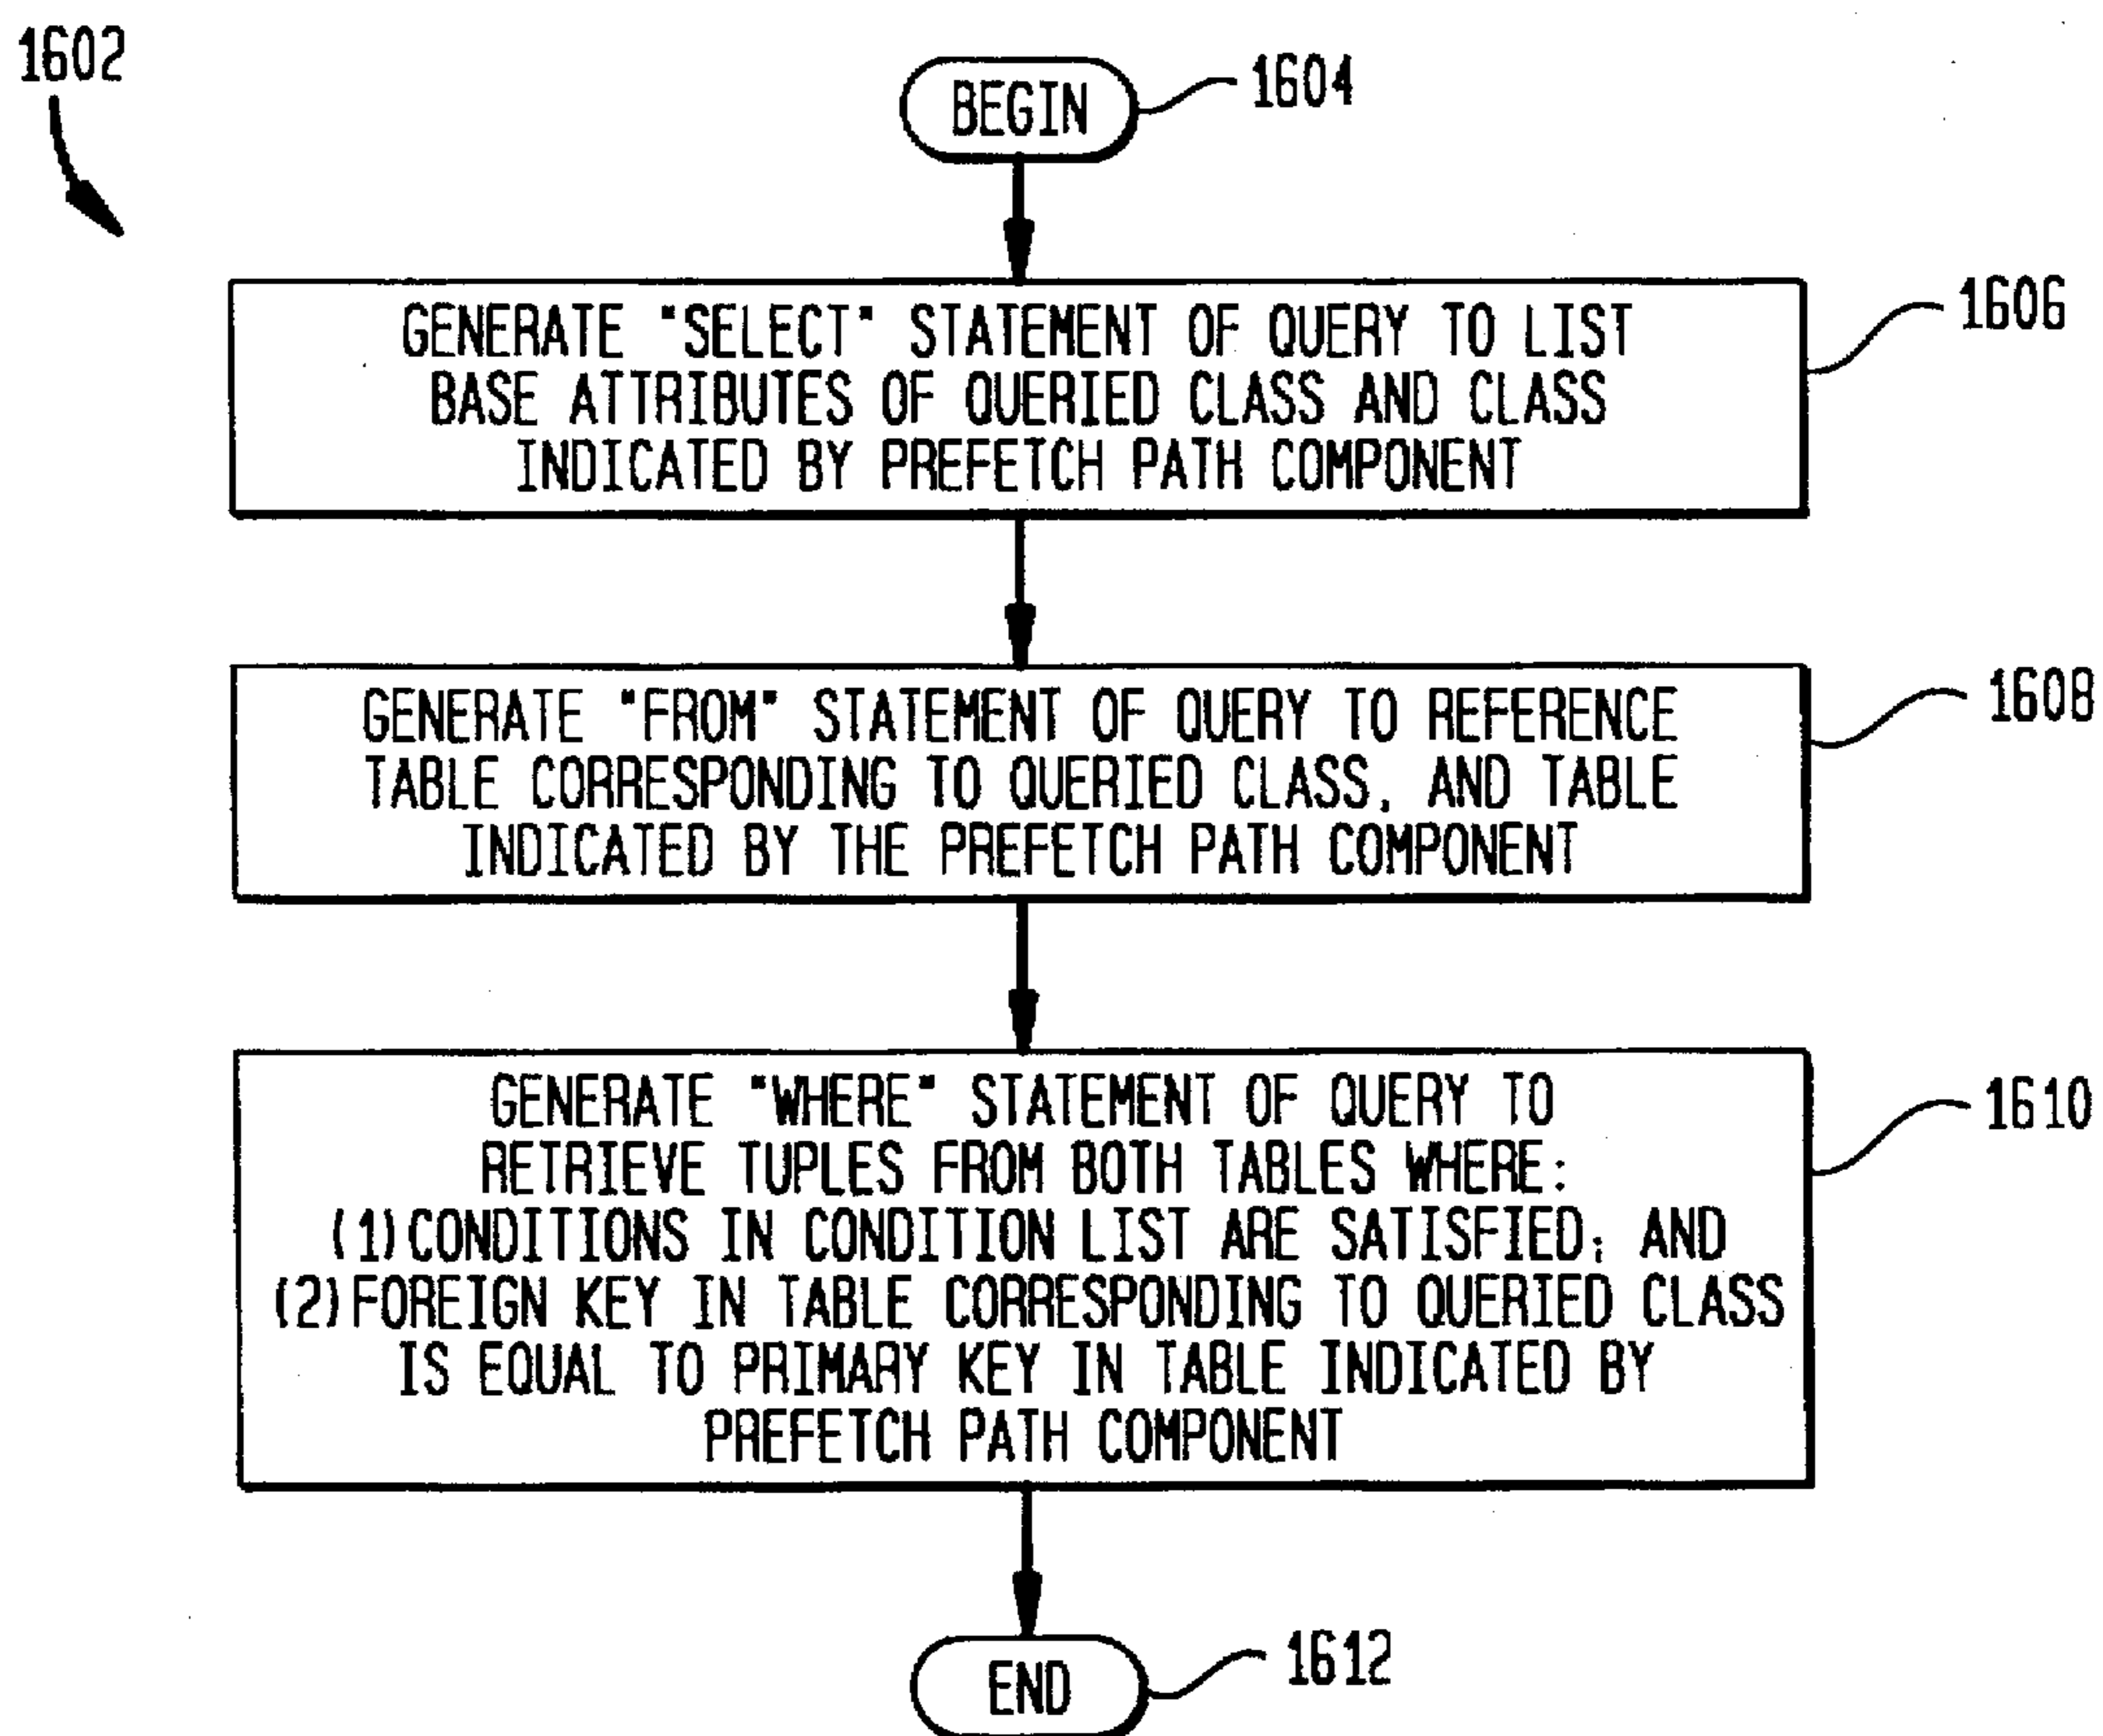 1602
BEGIN
1604
GENERATE "SELECT" STATEMENT OF QUERY TO LIST
BASE ATTRIBUTES OF QUERIED CLASS AND CLASS
INDICATED BY PREFETCH PATH COMPONENT
1606
GENERATE "FROM" STATEMENT OF QUERY TO REFERENCE
TABLE CORRESPONDING TO QUERIED CLASS, AND TABLE
INDICATED BY THE PREFETCH PATH COMPONENT
1608
GENERATE "WHERE" STATEMENT OF QUERY TO
RETRIEVE TUPLES FROM BOTH TABLES WHERE:
(1) CONDITIONS IN CONDITION LIST ARE SATISFIED; AND
(2) FOREIGN KEY IN TABLE CORRESPONDING TO QUERIED CLASS
IS EQUAL TO PRIMARY KEY IN TABLE INDICATED BY
PREFETCH PATH COMPONENT
1610
END
1612